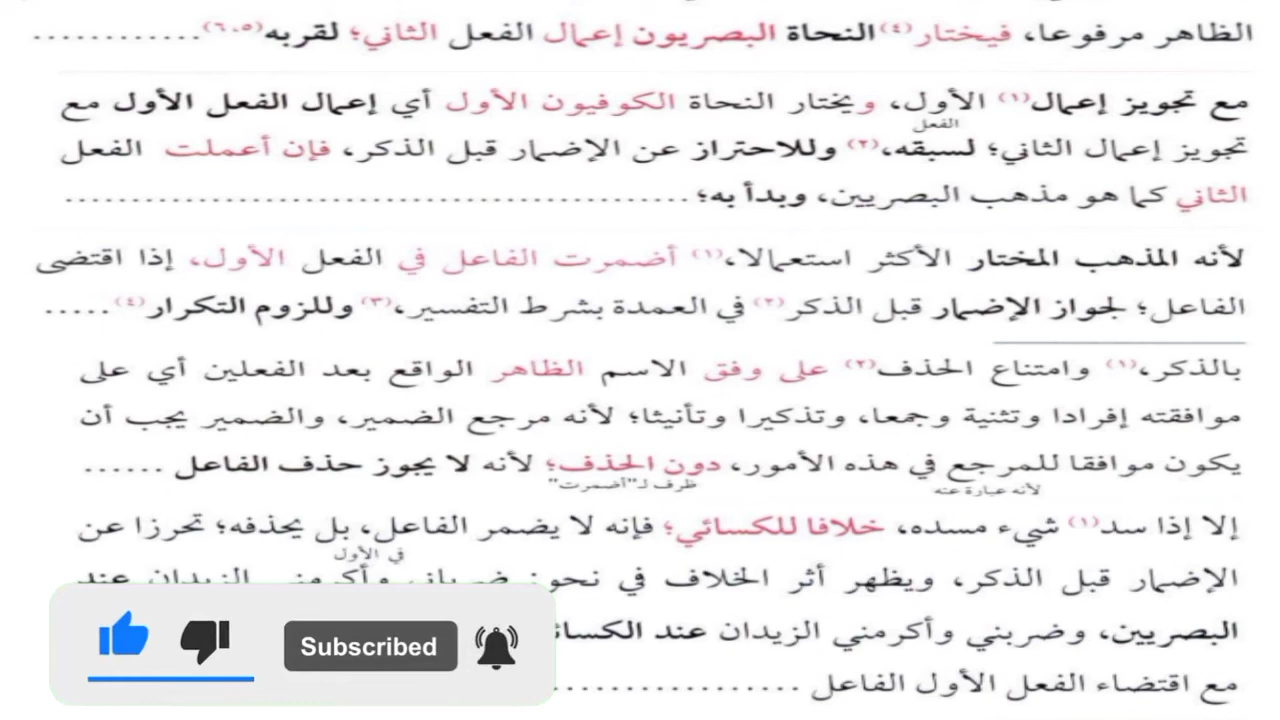 الظاهر مرفوعا، فيختار(٤) النحاة البصريون إعمال الفعل الثاني؛ لقربه(٦،٥) ............
مع تجويز إعمال(١) الأول، ويختار النحاة الكوفيون الأول أي إعمال الفعل الأول مع
الفعل
تجويز إعمال الثاني؛ لسبقه،(٢) وللاحتراز عن الإضمار قبل الذكر، فإن أعملت الفعل
الثاني كما هو مذهب البصريين، وبدأ به؛ ................................................
لأنه المذهب المختار الأكثر استعمالا،(١) أضمرت الفاعل في الفعل الأول، إذا اقتضى
الفاعل؛ لجواز الإضمار قبل الذكر(٢) في العمدة بشرط التفسير،(٣) وللزوم التكرار(٤) .....
بالذكر،(١) وامتناع الحذف(٢) على وفق الاسم الظاهر الواقع بعد الفعلين أي على
موافقته إفرادا وتثنية وجمعا، وتذكيرا وتأنيثا؛ لأنه مرجع الضمير، والضمير يجب أن
يكون موافقا للمرجع في هذه الأمور، دون الحذف؛ لأنه لا يجوز حذف الفاعل ......
لأنه عبارة عنه ظرف لـ"أضمرت"
إلا إذا سد(١) شيء مسده، خلافا للكسائي؛ فإنه لا يضمر الفاعل، بل يحذفه؛ تحرزا عن
في الأول
الإضمار قبل الذكر، ويظهر أثر الخلاف في نحو: ضرباني وأكرمني الزيدان عند
البصريين، وضربني وأكرمني الزيدان عند
مع اقتضاء الفعل الأول الفاعل ..................
Subscribed